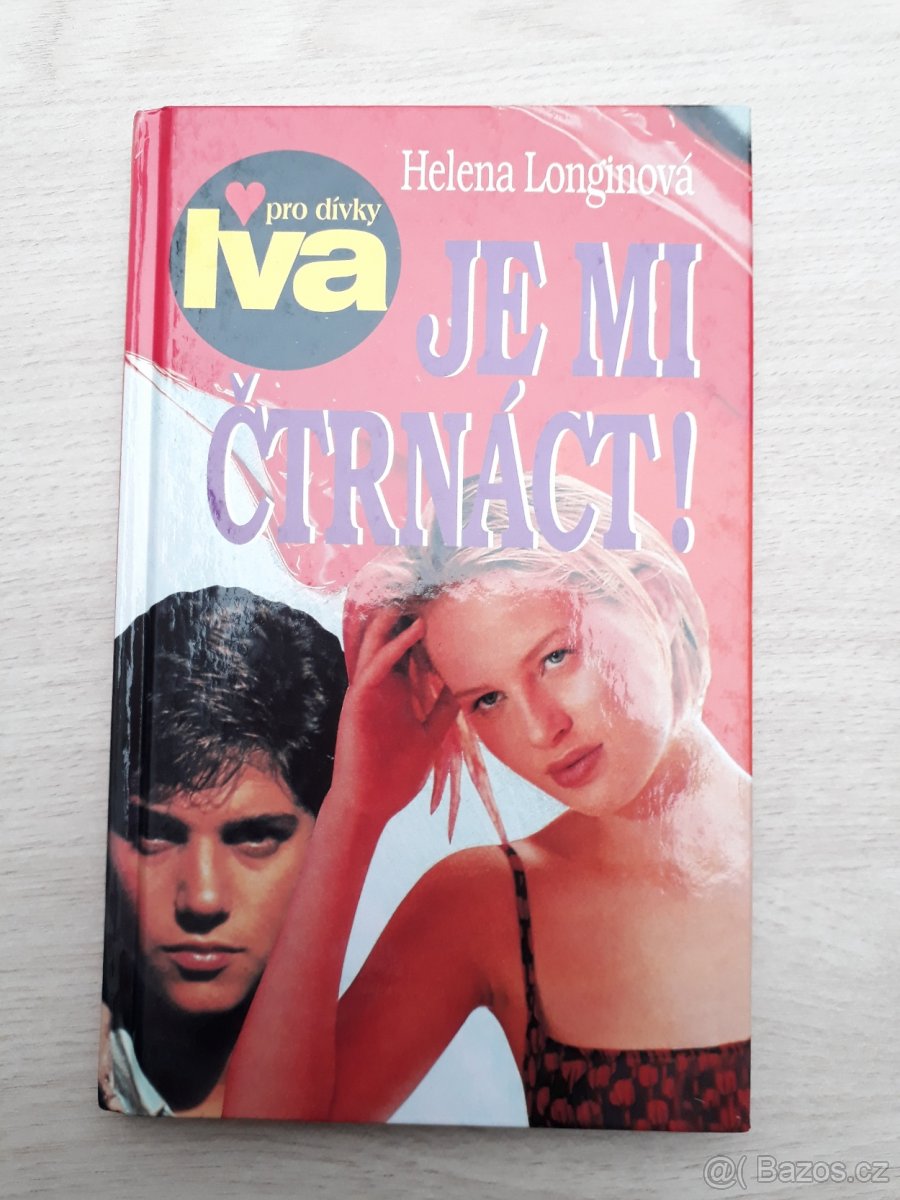 Helena Longinová
pro dívky
Iva
JE MI
ČTRNÁCT!
@( Bazos.cz